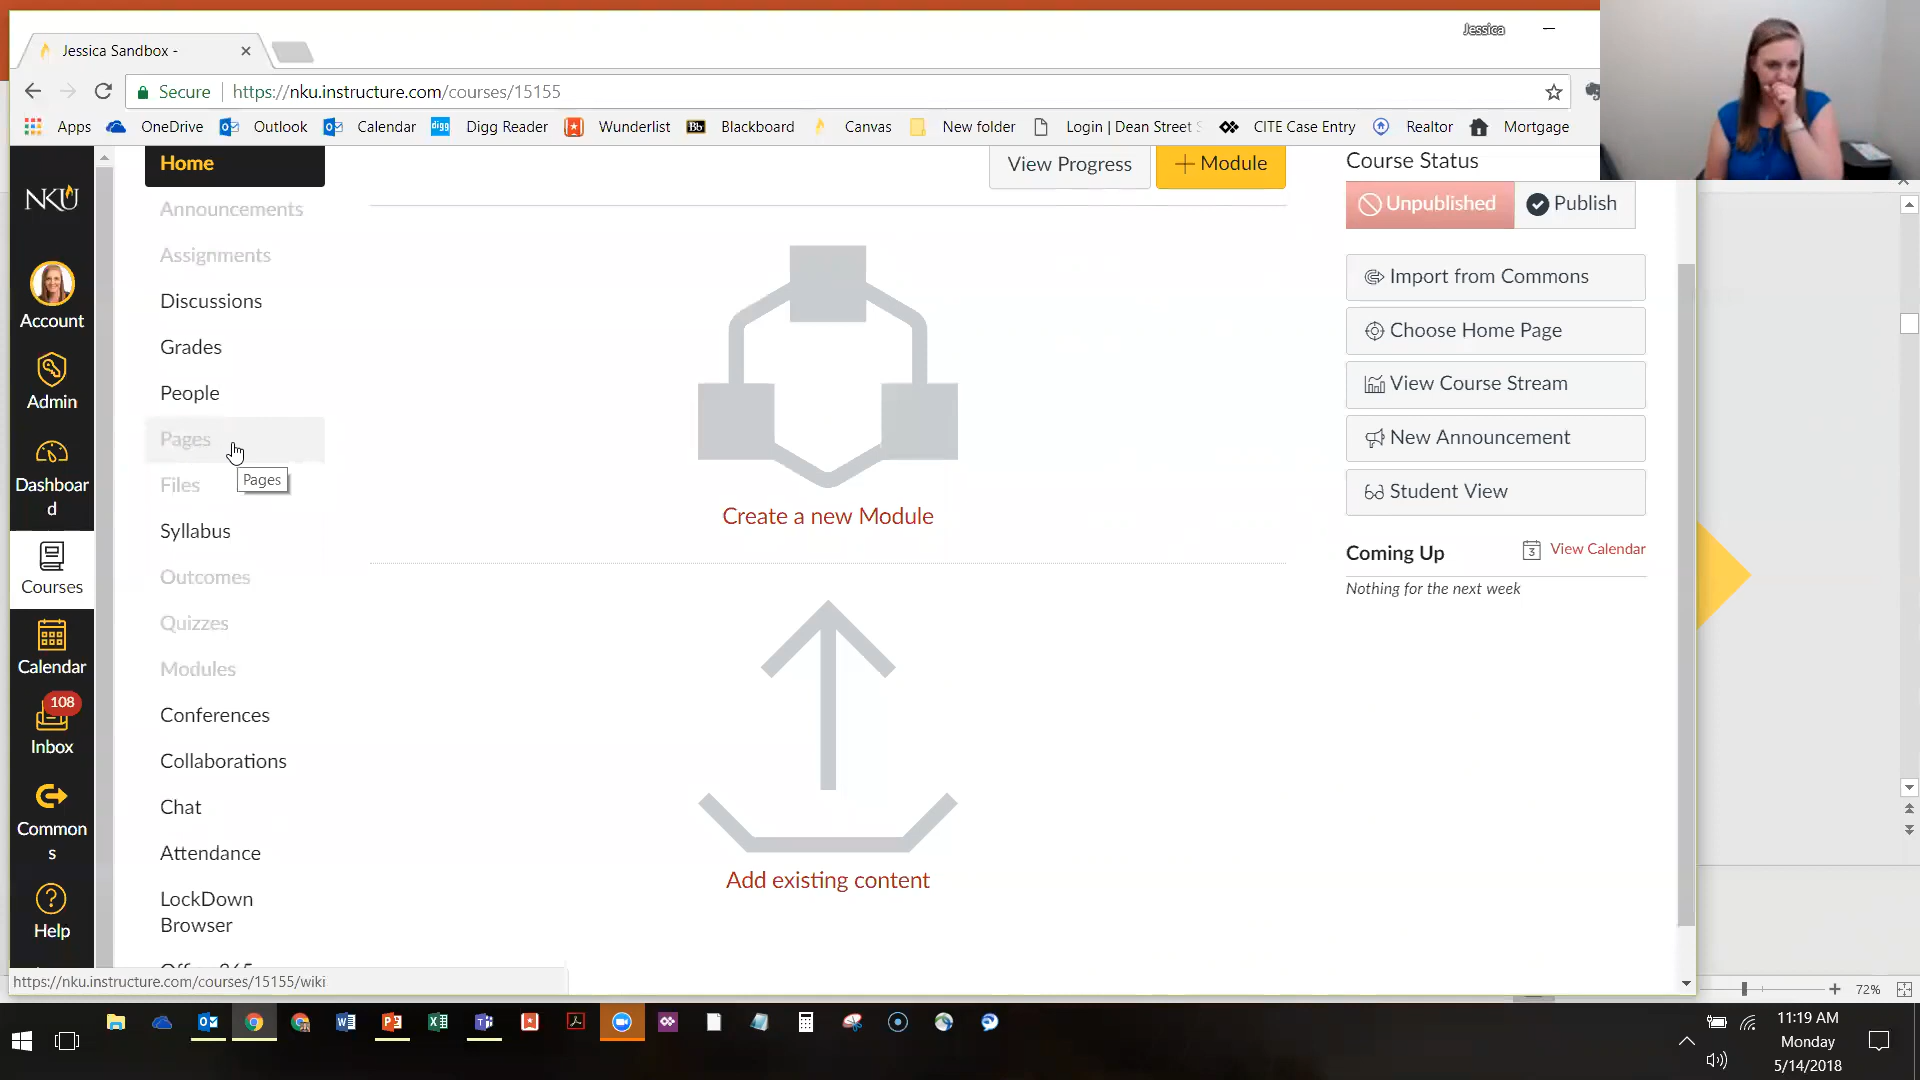 Jessica Sandbox -
Jessica
Secure
https://nku.instructure.com/courses/15155
Apps
OneDrive
Outlook
Calendar
digg
Digg Reader
Wunderlist
Bb
Blackboard
Canvas
New folder
Login | Dean Street
CITE Case Entry
Realtor
Mortgage
NKU
Account
Admin
Dashboar
d
Courses
Calendar
108
Inbox
Common
s
Help
Home
Announcements
Assignments
Discussions
Grades
People
Pages
Pages
Files
Syllabus
Outcomes
Quizzes
Modules
Conferences
Collaborations
Chat
Attendance
LockDown
Browser
View Progress
+ Module
Create a new Module
Add existing content
Course Status
Unpublished
Publish
Import from Commons
Choose Home Page
View Course Stream
New Announcement
Student View
Coming Up
3
View Calendar
Nothing for the next week
https://nku.instructure.com/courses/15155/wiki
72%
11:19 AM
Monday
5/14/2018